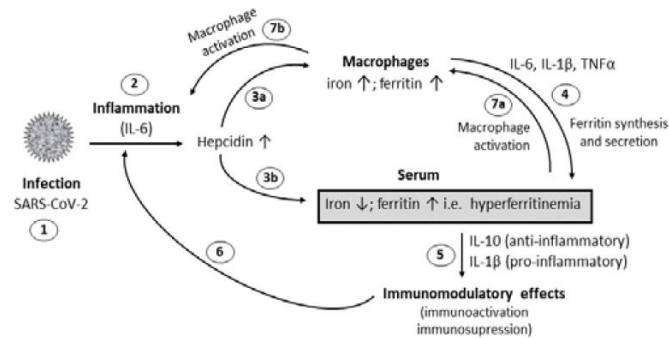 Macrophage
activation
7b
Macrophages
iron ↑; ferritin ↑
IL-6, IL-1β, TNFα
4
Ferritin synthesis
and secretion
7a
Macrophage
activation
2
Inflammation
(IL-6)
3a
Hepcidin ↑
3b
Infection
SARS-CoV-2
1
Serum
Iron ↓; ferritin ↑ i.e. hyperferritinemia
5
IL-10 (anti-inflammatory)
IL-1β (pro-inflammatory)
6
Immunomodulatory effects
(immunoactivation
immunosupression)